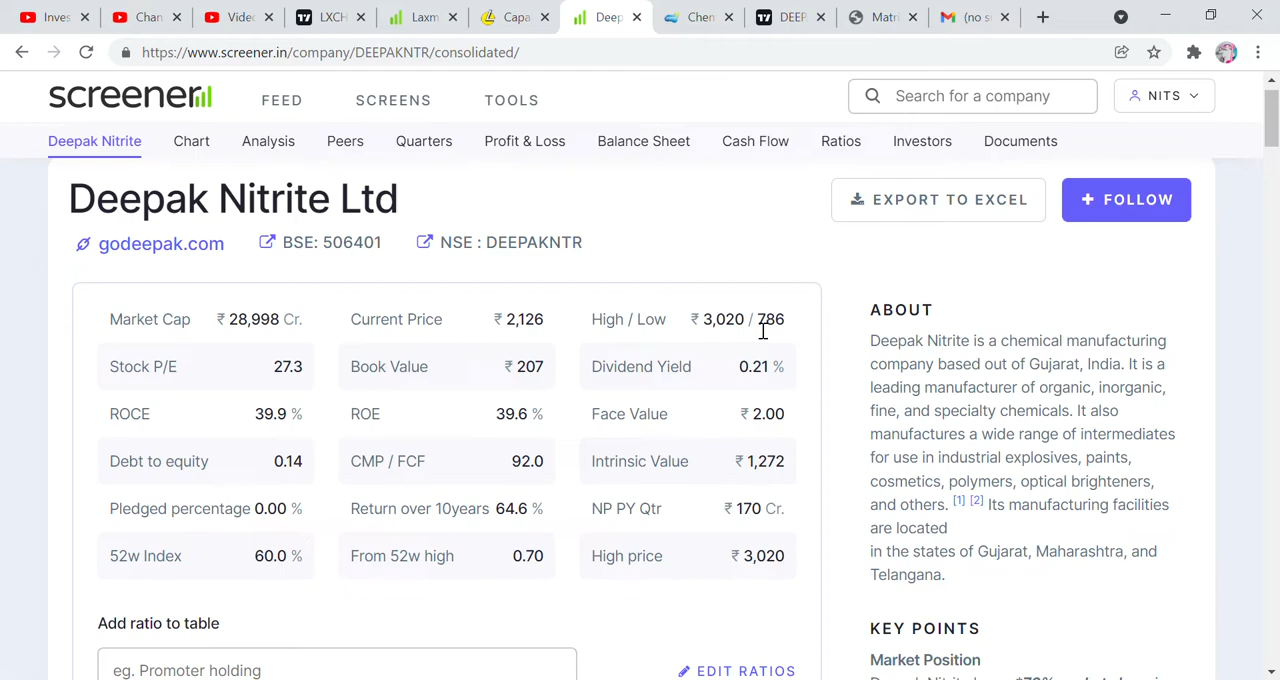 Inves
Chan
Video
LXCH
Laxm
Capa
Deep
Chem
DEEP
Matri
(no su
https://www.screener.in/company/DEEPAKNTR/consolidated/
screener
FEED
SCREENS
TOOLS
Search for a company
NITS
Deepak Nitrite
Chart
Analysis
Peers
Quarters
Profit & Loss
Balance Sheet
Cash Flow
Ratios
Investors
Documents
Deepak Nitrite Ltd
EXPORT TO EXCEL
FOLLOW
godeepak.com
BSE: 506401
NSE : DEEPAKNTR
Market Cap ₹ 28,998 Cr.
Current Price ₹ 2,126
High / Low ₹ 3,020 / 786
Stock P/E 27.3
Book Value ₹ 207
Dividend Yield 0.21 %
ROCE 39.9 %
ROE 39.6 %
Face Value ₹ 2.00
Debt to equity 0.14
CMP / FCF 92.0
Intrinsic Value ₹ 1,272
Pledged percentage 0.00 %
Return over 10years 64.6 %
NP PY Qtr ₹ 170 Cr.
52w Index 60.0 %
From 52w high 0.70
High price ₹ 3,020
Add ratio to table
eg. Promoter holding
EDIT RATIOS
ABOUT
Deepak Nitrite is a chemical manufacturing
company based out of Gujarat, India. It is a
leading manufacturer of organic, inorganic,
fine, and specialty chemicals. It also
manufactures a wide range of intermediates
for use in industrial explosives, paints,
cosmetics, polymers, optical brighteners,
and others. [1] [2] Its manufacturing facilities
are located
in the states of Gujarat, Maharashtra, and
Telangana.
KEY POINTS
Market Position